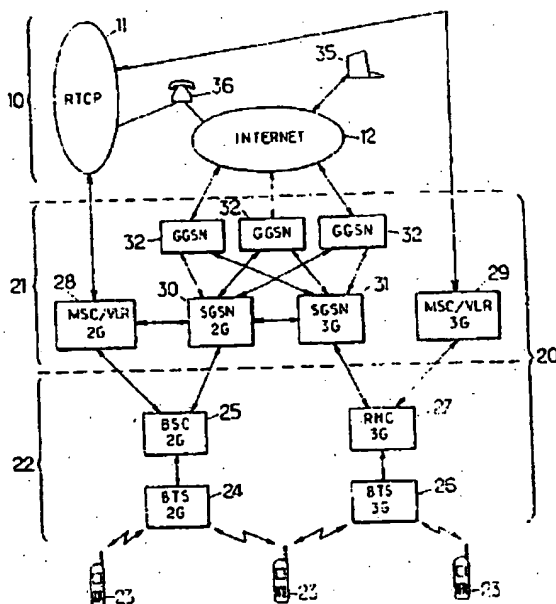 11
35
RTCP
36
10
INTERNET
12
32
32
GGSN
GGSN
GGSN
32
28
29
30
31
21
MSC/VLR
2G
SGSN
2G
SGSN
3G
MSC/VLR
3G
20
25
27
BSC
2G
RNC
3G
22
24
26
BTS
2G
BTS
3G
23
23
23